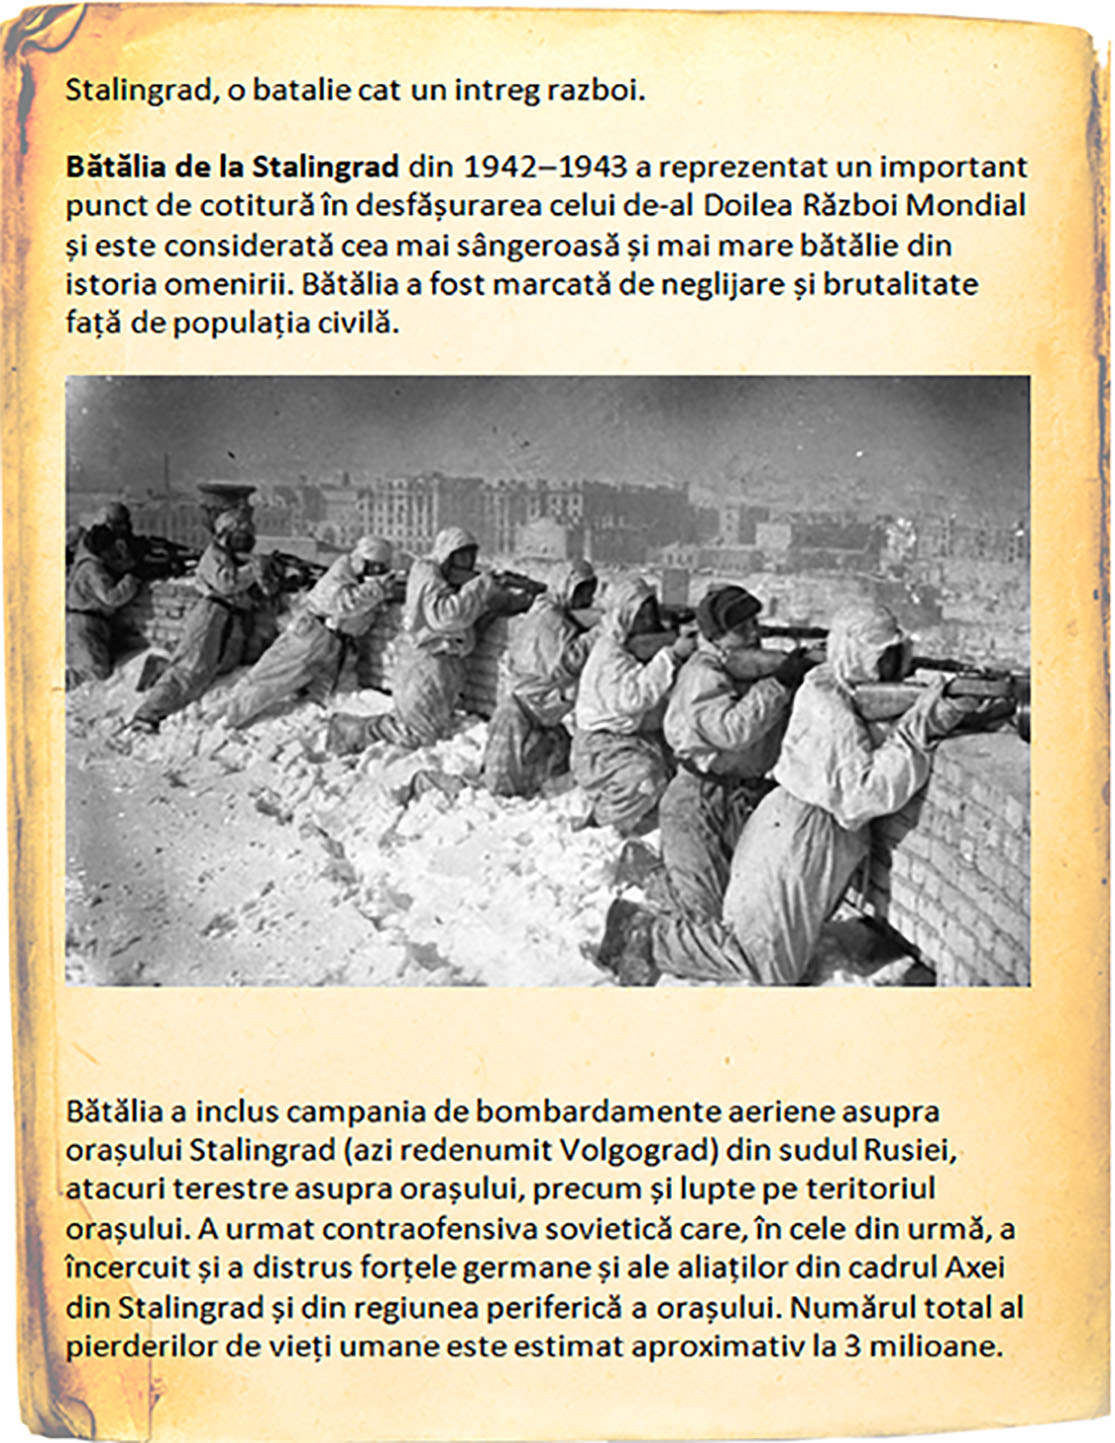 Stalingrad, o batalie cat un intreg razboi.
Bătălia de la Stalingrad din 1942–1943 a reprezentat un important
punct de cotitură în desfășurarea celui de-al Doilea Război Mondial
și este considerată cea mai sângeroasă și mai mare bătălie din
istoria omenirii. Bătălia a fost marcată de neglijare și brutalitate
față de populația civilă.
Bătălia a inclus campania de bombardamente aeriene asupra
orașului Stalingrad (azi redenumit Volgograd) din sudul Rusiei,
atacuri terestre asupra orașului, precum și lupte pe teritoriul
orașului. A urmat contraofensiva sovietică care, în cele din urmă, a
încercuit și a distrus forțele germane și ale aliaților din cadrul Axei
din Stalingrad și din regiunea periferică a orașului. Numărul total al
pierderilor de vieți umane este estimat aproximativ la 3 milioane.